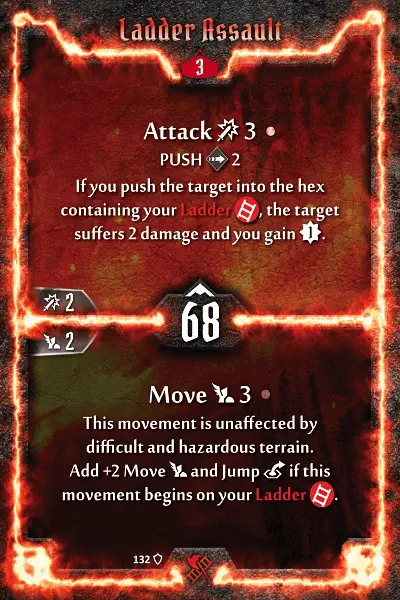 Ladder Assault
3
Attack 3
PUSH 2
If you push the target into the hex
containing your Ladder, the target
suffers 2 damage and you gain 1.
2
68
2
Move 3
This movement is unaffected by
difficult and hazardous terrain.
Add +2 Move and Jump if this
movement begins on your Ladder.
132